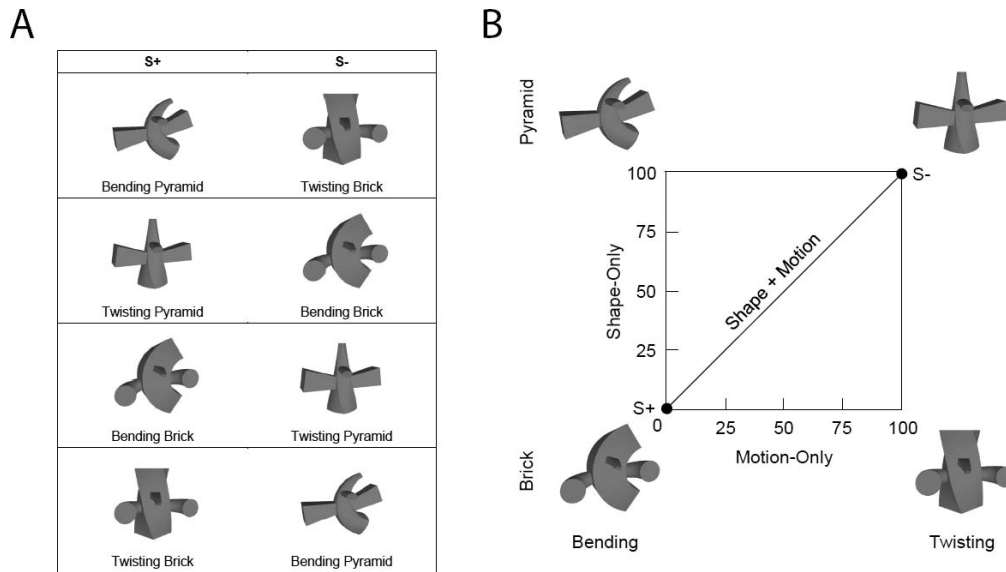 A
S+ S-
Bending Pyramid Twisting Brick
Twisting Pyramid Bending Brick
Bending Brick Twisting Pyramid
Twisting Brick Bending Pyramid
B
Pyramid
100 S-
75
Shape-Only
50
25
Shape + Motion
S+
0 25 50 75 100
Motion-Only
Brick
Bending Twisting